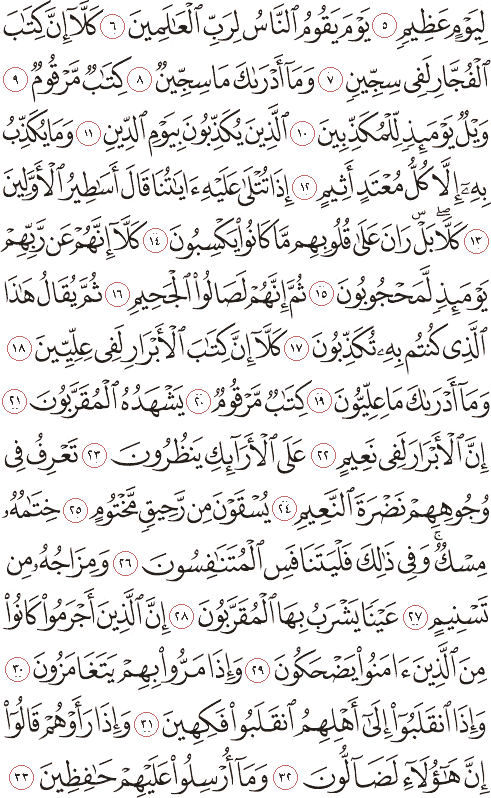 لِيَوْمٍ عَظِيمٍ ٥ يَوْمَ يَقُومُ ٱلنَّاسُ لِرَبِّ ٱلْعَـٰلَمِينَ ٦ كَلَّآ إِنَّ كِتَـٰبَ
ٱلْفُجَّارِ لَفِى سِجِّينٍ ٧ وَمَآ أَدْرَىٰكَ مَا سِجِّينٌ ٨ كِتَـٰبٌ مَّرْقُومٌ ٩
وَيْلٌ يَوْمَئِذٍ لِّلْمُكَذِّبِينَ ١٠ ٱلَّذِينَ يُكَذِّبُونَ بِيَوْمِ ٱلدِّينِ ١١ وَمَا يُكَذِّبُ
بِهِۦٓ إِلَّا كُلُّ مُعْتَدٍ أَثِيمٍ ١٢ إِذَا تُتْلَىٰ عَلَيْهِ ءَايَـٰتُنَا قَالَ أَسَـٰطِيرُ ٱلْأَوَّلِينَ
١٣ كَلَّا ۖ بَلْ ۜ رَانَ عَلَىٰ قُلُوبِهِم مَّا كَانُوا۟ يَكْسِبُونَ ١٤ كَلَّآ إِنَّهُمْ عَن رَّبِّهِمْ
يَوْمَئِذٍ لَّمَحْجُوبُونَ ١٥ ثُمَّ إِنَّهُمْ لَصَالُوا۟ ٱلْجَحِيمِ ١٦ ثُمَّ يُقَالُ هَـٰذَا
ٱلَّذِى كُنتُم بِهِۦ تُكَذِّبُونَ ١٧ كَلَّآ إِنَّ كِتَـٰبَ ٱلْأَبْرَارِ لَفِى عِلِّيِّينَ ١٨
وَمَآ أَدْرَىٰكَ مَا عِلِّيُّونَ ١٩ كِتَـٰبٌ مَّرْقُومٌ ٢٠ يَشْهَدُهُ ٱلْمُقَرَّبُونَ ٢١
إِنَّ ٱلْأَبْرَارَ لَفِى نَعِيمٍ ٢٢ عَلَى ٱلْأَرَآئِكِ يَنظُرُونَ ٢٣ تَعْرِفُ فِى
وُجُوهِهِمْ نَضْرَةَ ٱلنَّعِيمِ ٢٤ يُسْقَوْنَ مِن رَّحِيقٍ مَّخْتُومٍ ٢٥ خِتَـٰمُهُۥ
مِسْكٌ ۚ وَفِى ذَٰلِكَ فَلْيَتَنَافَسِ ٱلْمُتَنَـٰفِسُونَ ٢٦ وَمِزَاجُهُۥ مِن
تَسْنِيمٍ ٢٧ عَيْنًا يَشْرَبُ بِهَا ٱلْمُقَرَّبُونَ ٢٨ إِنَّ ٱلَّذِينَ أَجْرَمُوا۟ كَانُوا۟
مِنَ ٱلَّذِينَ ءَامَنُوا۟ يَضْحَكُونَ ٢٩ وَإِذَا مَرُّوا۟ بِهِمْ يَتَغَامَزُونَ ٣٠
وَإِذَا ٱنقَلَبُوٓا۟ إِلَىٰٓ أَهْلِهِمُ ٱنقَلَبُوا۟ فَكِهِينَ ٣١ وَإِذَا رَأَوْهُمْ قَالُوٓا۟
إِنَّ هَـٰٓؤُلَآءِ لَضَآلُّونَ ٣٢ وَمَآ أُرْسِلُوا۟ عَلَيْهِمْ حَـٰفِظِينَ ٣٣